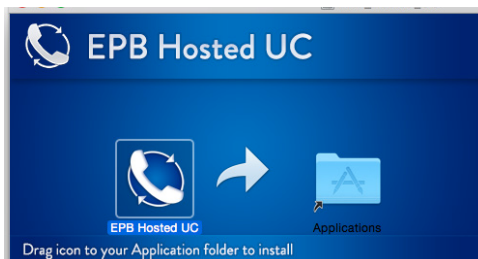 EPB Hosted UC
EPB Hosted UC
Applications
Drag icon to your Application folder to install